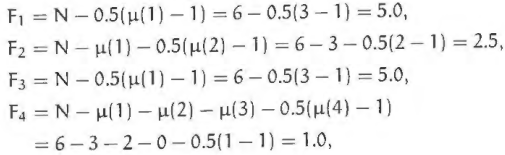 F₁ = N – 0.5(μ(1) – 1) = 6 – 0.5(3 – 1) = 5.0,
F₂ = N – μ(1) – 0.5(μ(2) – 1) = 6 – 3 – 0.5(2 – 1) = 2.5,
F₃ = N – 0.5(μ(1) – 1) = 6 – 0.5(3 – 1) = 5.0,
F₄ = N – μ(1) – μ(2) – μ(3) – 0.5(μ(4) – 1)
= 6 – 3 – 2 – 0 – 0.5(1 – 1) = 1.0,